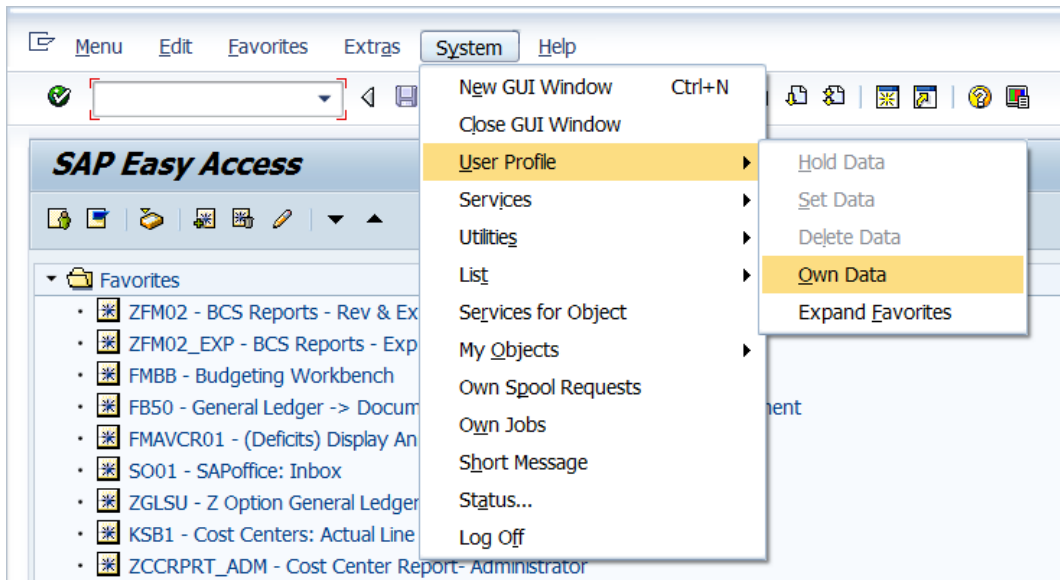 Menu Edit Favorites Extras System Help
SAP Easy Access
New GUI Window Ctrl+N
Close GUI Window
User Profile
Services
Utilities
List
Services for Object
My Objects
Own Spool Requests
Own Jobs
Short Message
Status...
Log Off
Hold Data
Set Data
Delete Data
Own Data
Expand Favorites
Favorites
ZFM02 - BCS Reports - Rev & Ex
ZFM02_EXP - BCS Reports - Exp
FMBB - Budgeting Workbench
FB50 - General Ledger -> Docum ent
FMAVCR01 - (Deficits) Display An
SO01 - SAPoffice: Inbox
ZGLSU - Z Option General Ledger
KSB1 - Cost Centers: Actual Line
ZCCRPRT_ADM - Cost Center Report- Administrator